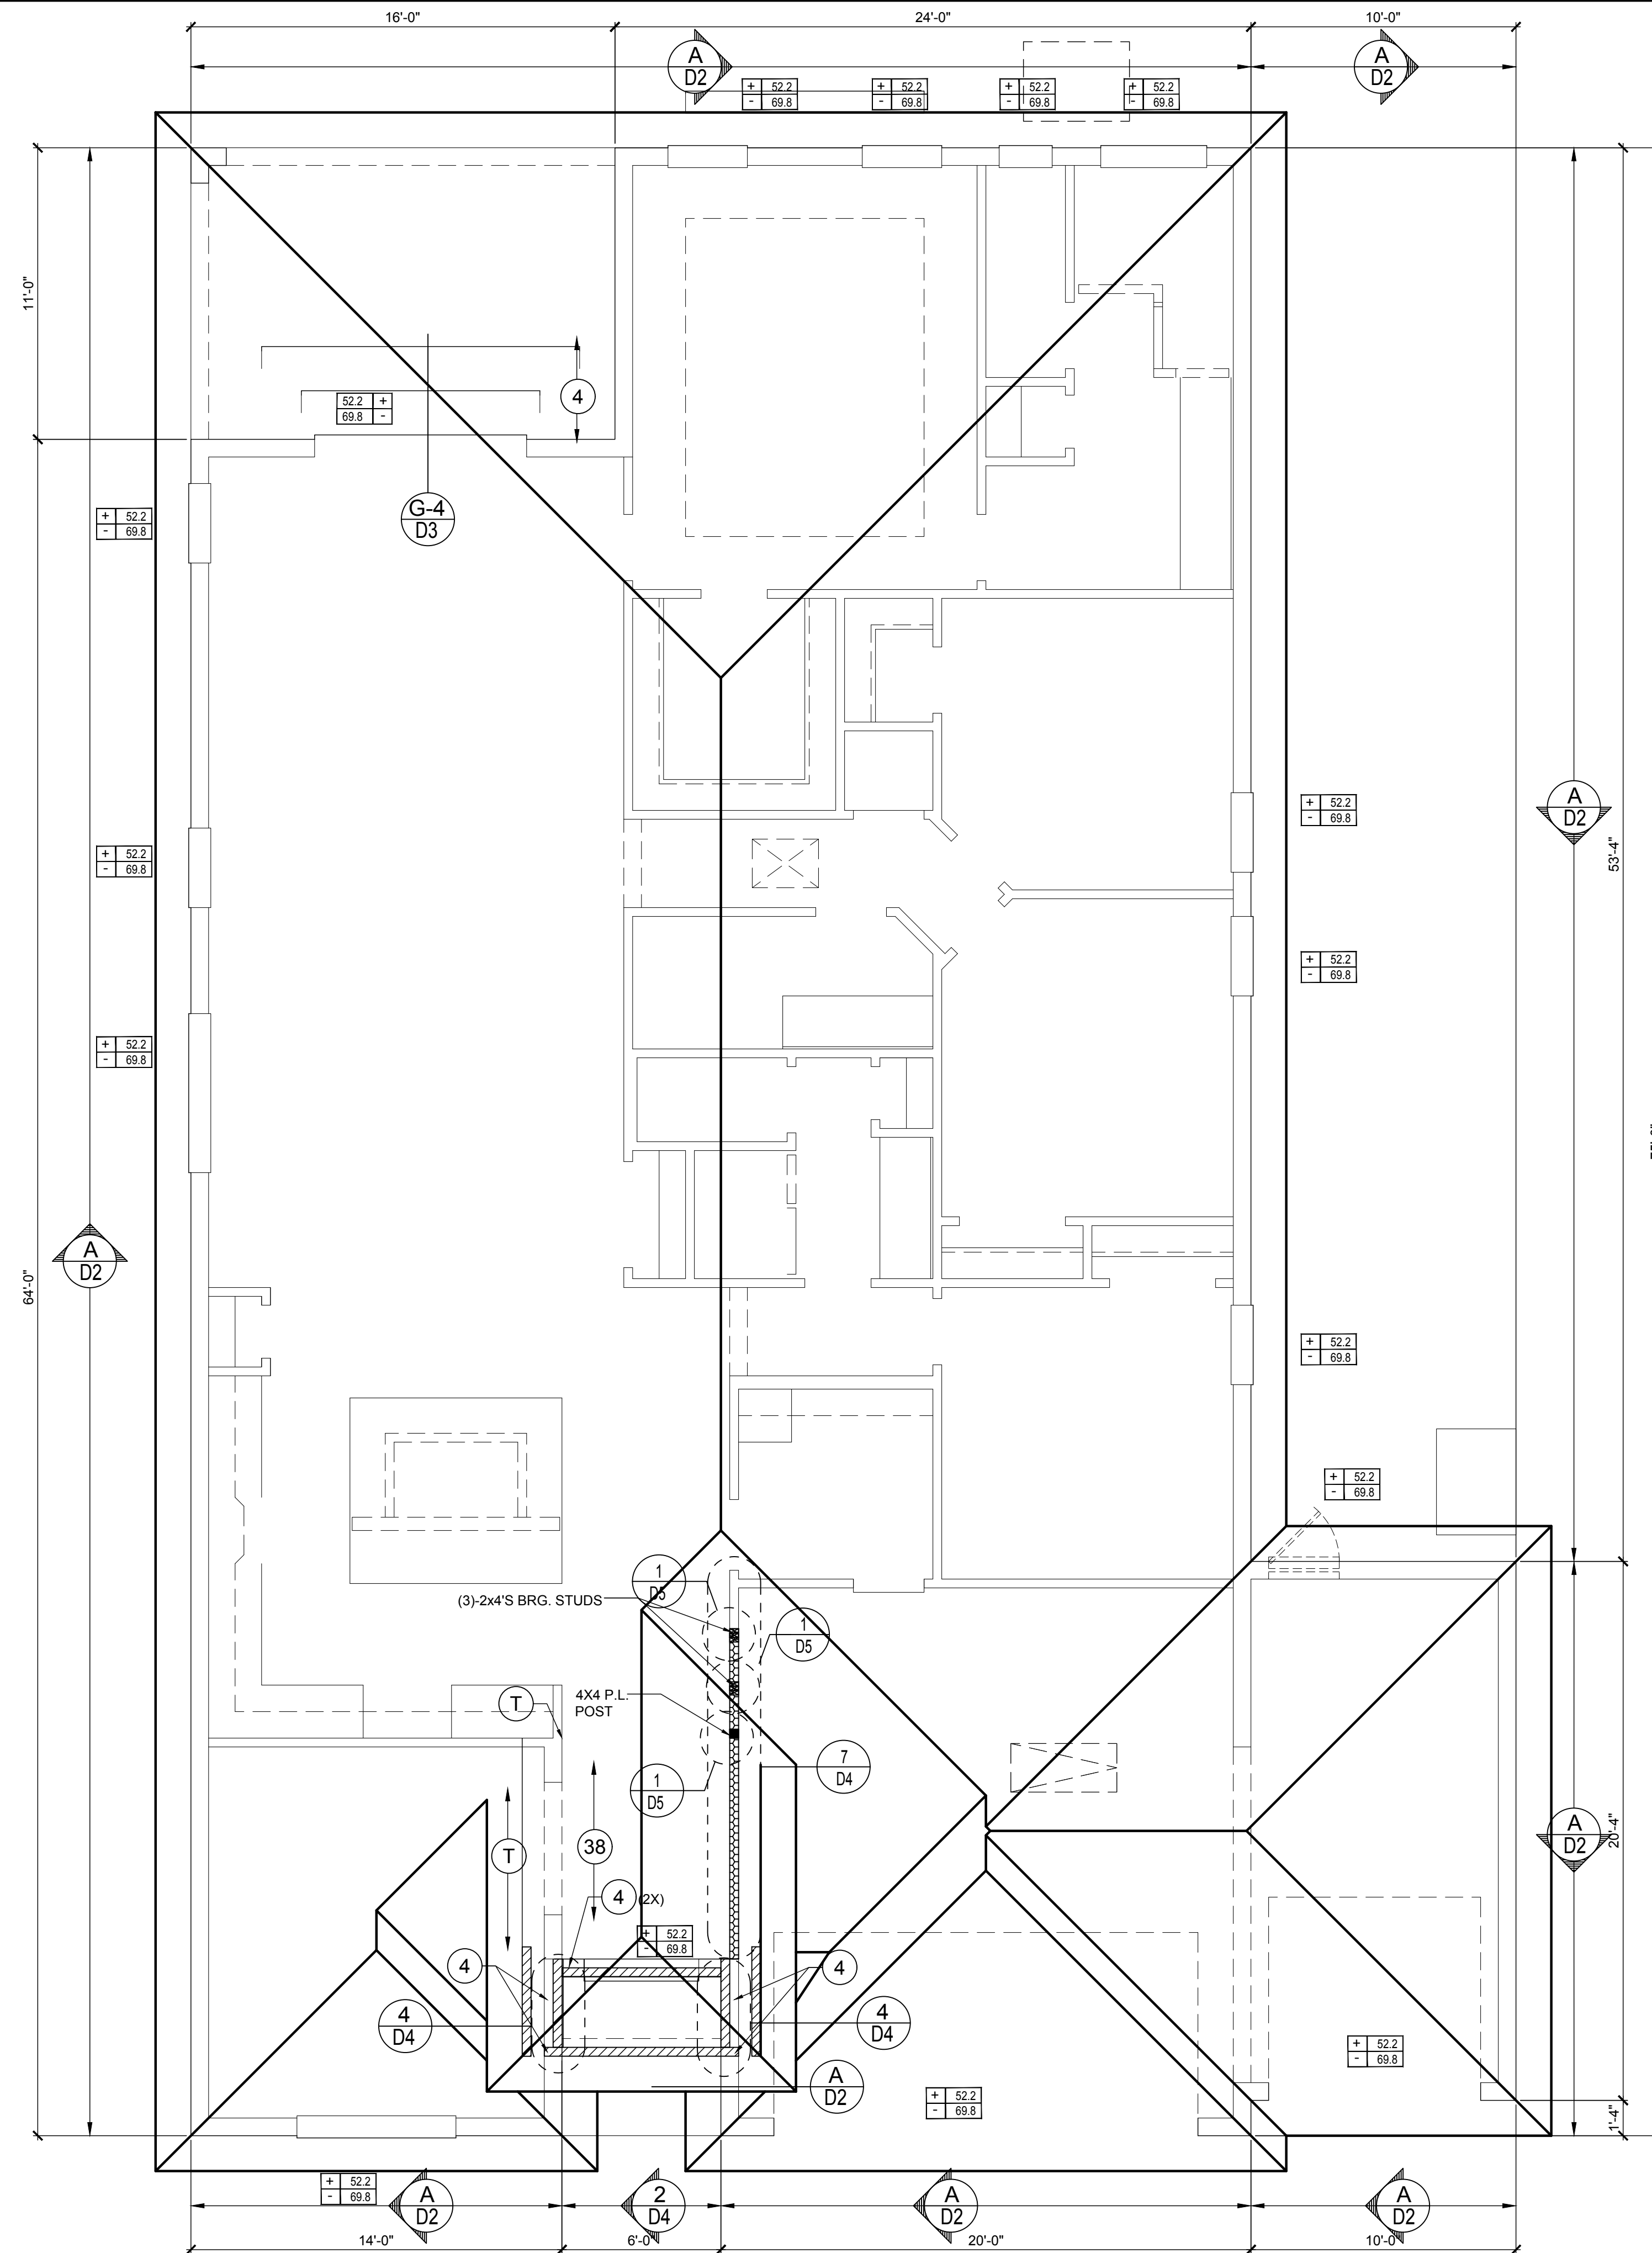 16'-0"
24'-0"
10'-0"
A
D2
A
D2
+ 52.2
- 69.8
+ 52.2
- 69.8
+ 52.2
- 69.8
+ 52.2
- 69.8
11'-0"
4
52.2 +
69.8 -
G-4
D3
+ 52.2
- 69.8
+ 52.2
- 69.8
+ 52.2
- 69.8
A
D2
53'-4"
+ 52.2
- 69.8
+ 52.2
- 69.8
A
D2
64'-0"
+ 52.2
- 69.8
+ 52.2
- 69.8
1
D5
(3)-2x4'S BRG. STUDS
1
D5
T
4X4 P.L.
POST
7
D4
1
D5
38
T
A
D2
20'-4"
4 (2X)
+ 52.2
- 69.8
4
4
4
D4
4
D4
+ 52.2
- 69.8
A
D2
+ 52.2
- 69.8
1'-4"
+ 52.2
- 69.8
A
D2
2
D4
A
D2
A
D2
14'-0"
6'-0"
20'-0"
10'-0"